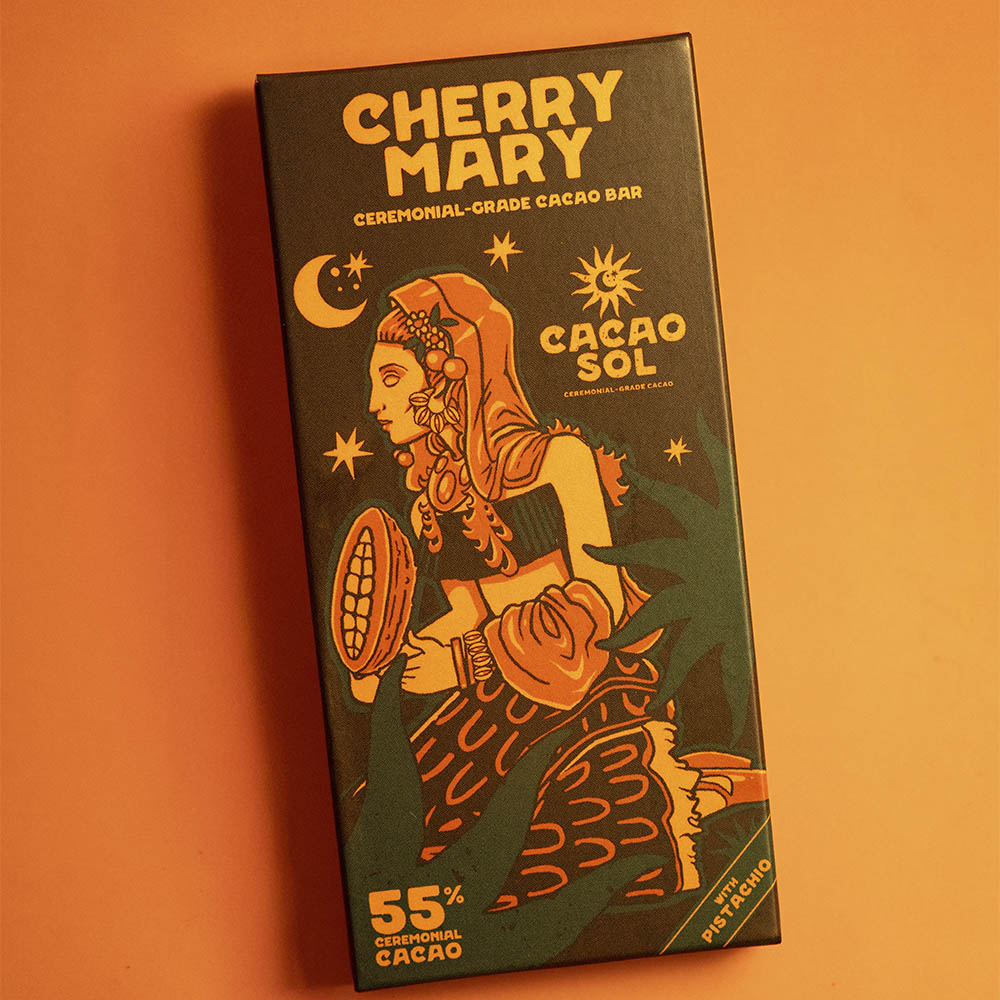 CHERRY
MARY
CEREMONIAL-GRADE CACAO BAR
CACAO
SOL
CEREMONIAL-GRADE CACAO
55%
CEREMONIAL
CACAO
WITH
PISTACHIO